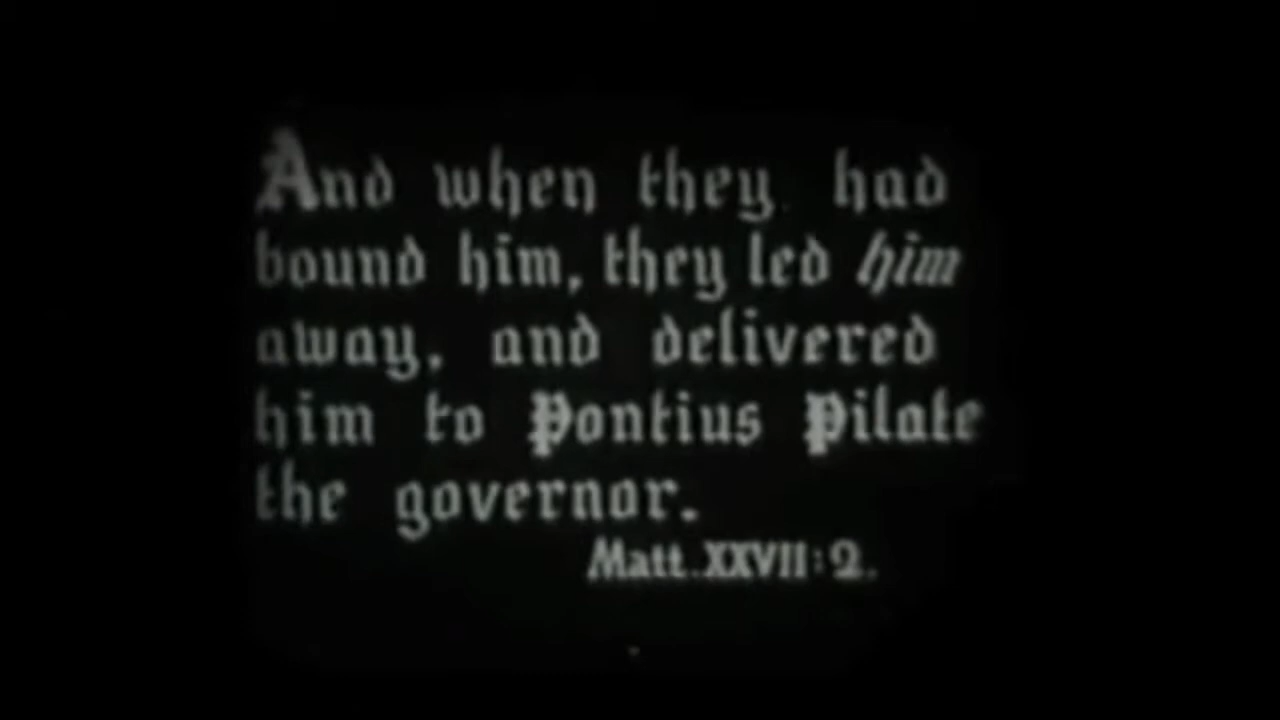 And when they had
bound him, they led him
away, and delivered
him to Pontius Pilate
the governor.
Matt. XXVII: 2.